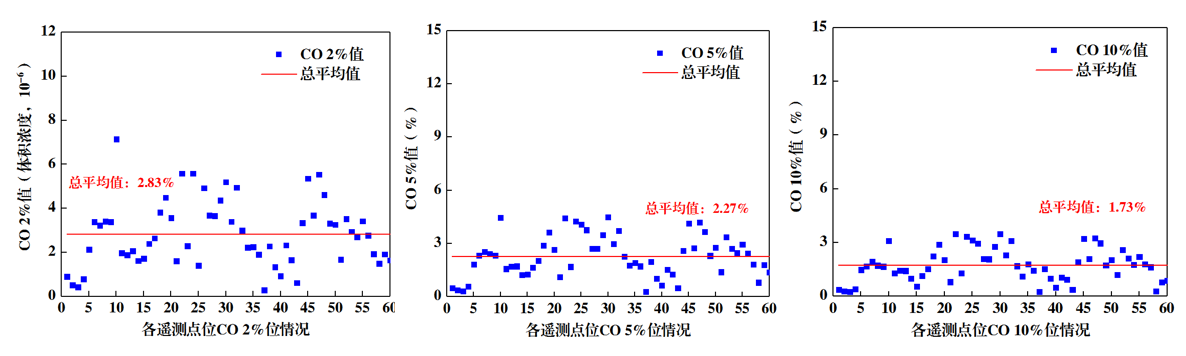 12
10
8
6
4
2
0
CO 2%值（体积浓度，10⁻⁶）
CO 2%值
总平均值
总平均值：2.83%
0 5 10 15 20 25 30 35 40 45 50 55 60
各遥测点位CO 2%位情况
15
12
9
6
3
0
CO 5%值（%）
CO 5%值
总平均值
总平均值：2.27%
0 5 10 15 20 25 30 35 40 45 50 55 60
各遥测点位CO 5%位情况
15
12
9
6
3
0
CO 10%值（%）
CO 10%值
总平均值
总平均值：1.73%
0 5 10 15 20 25 30 35 40 45 50 55 60
各遥测点位CO 10%位情况